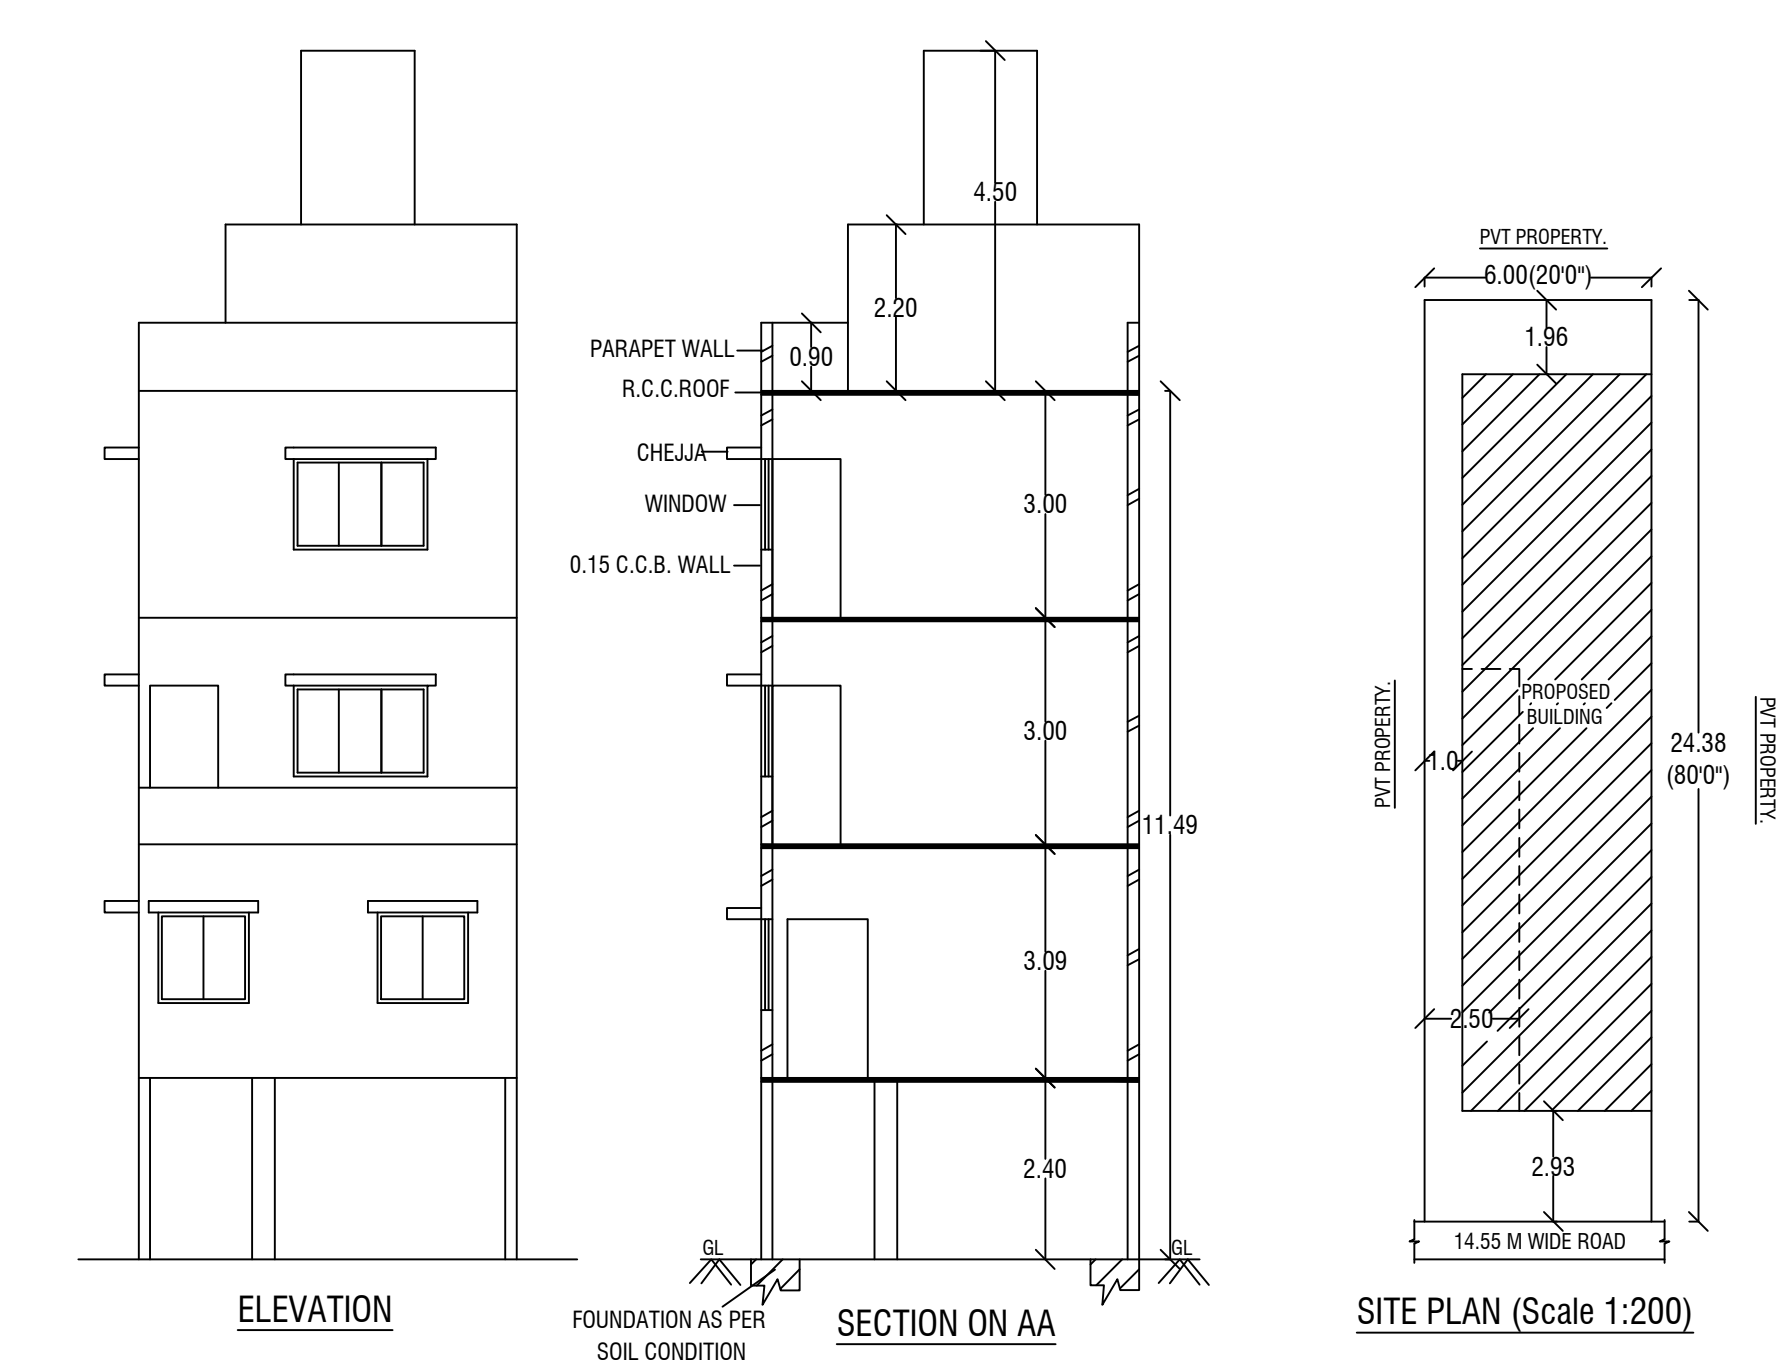 4.50
2.20
PARAPET WALL
0.90
R.C.C.ROOF
CHEJJA
WINDOW
3.00
0.15 C.C.B. WALL
3.00
11.49
3.09
2.40
GL
GL
FOUNDATION AS PER
SOIL CONDITION
ELEVATION
SECTION ON AA
PVT PROPERTY.
6.00(20'0")
1.96
PROPOSED
BUILDING
PVT PROPERTY.
1.0
24.38
(80'0")
PVT PROPERTY.
2.50
2.93
14.55 M WIDE ROAD
SITE PLAN (Scale 1:200)